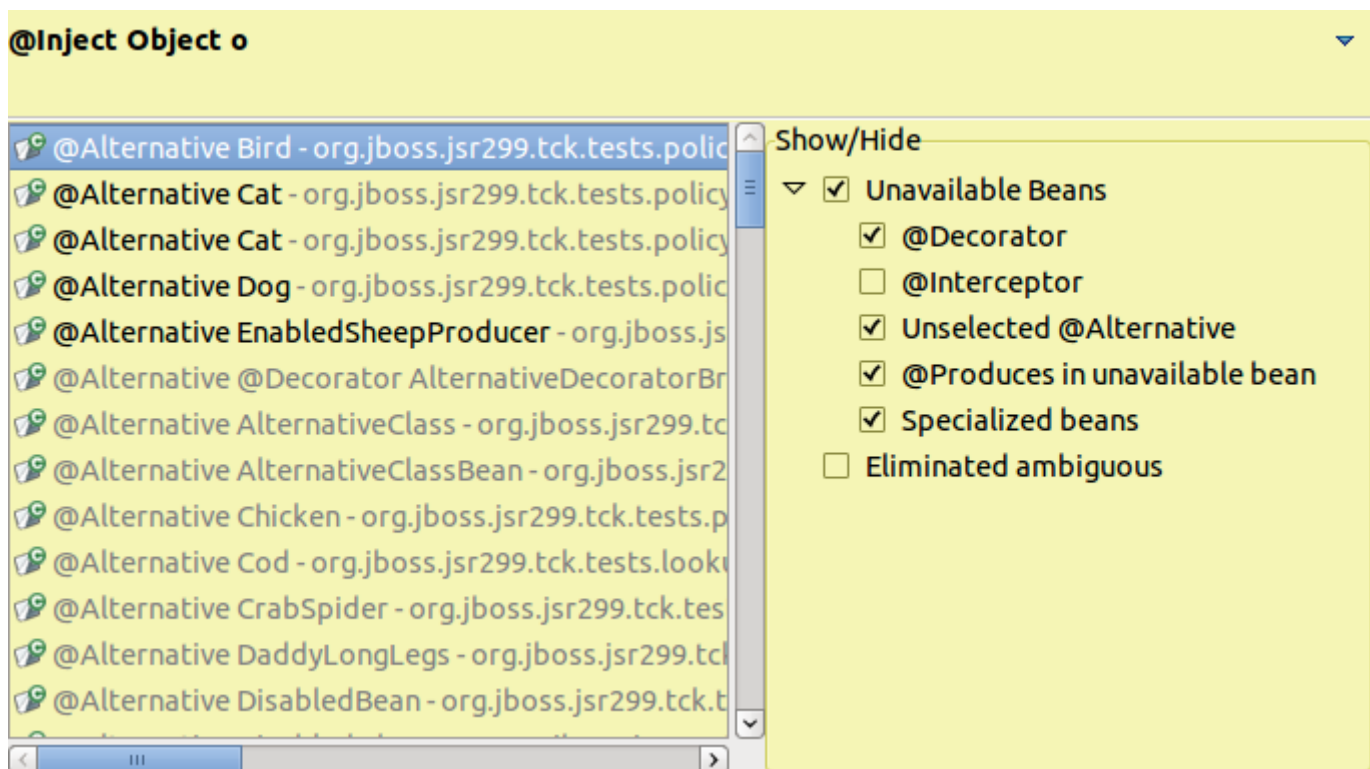 @Inject Object o
@Alternative Bird - org.jboss.jsr299.tck.tests.polic
@Alternative Cat - org.jboss.jsr299.tck.tests.policy
@Alternative Cat - org.jboss.jsr299.tck.tests.policy
@Alternative Dog - org.jboss.jsr299.tck.tests.polic
@Alternative EnabledSheepProducer - org.jboss.js
@Alternative @Decorator AlternativeDecoratorBr
@Alternative AlternativeClass - org.jboss.jsr299.tc
@Alternative AlternativeClassBean - org.jboss.jsr2
@Alternative Chicken - org.jboss.jsr299.tck.tests.p
@Alternative Cod - org.jboss.jsr299.tck.tests.looku
@Alternative CrabSpider - org.jboss.jsr299.tck.tes
@Alternative DaddyLongLegs - org.jboss.jsr299.tck
@Alternative DisabledBean - org.jboss.jsr299.tck.t
Show/Hide
Unavailable Beans
@Decorator
@Interceptor
Unselected @Alternative
@Produces in unavailable bean
Specialized beans
Eliminated ambiguous